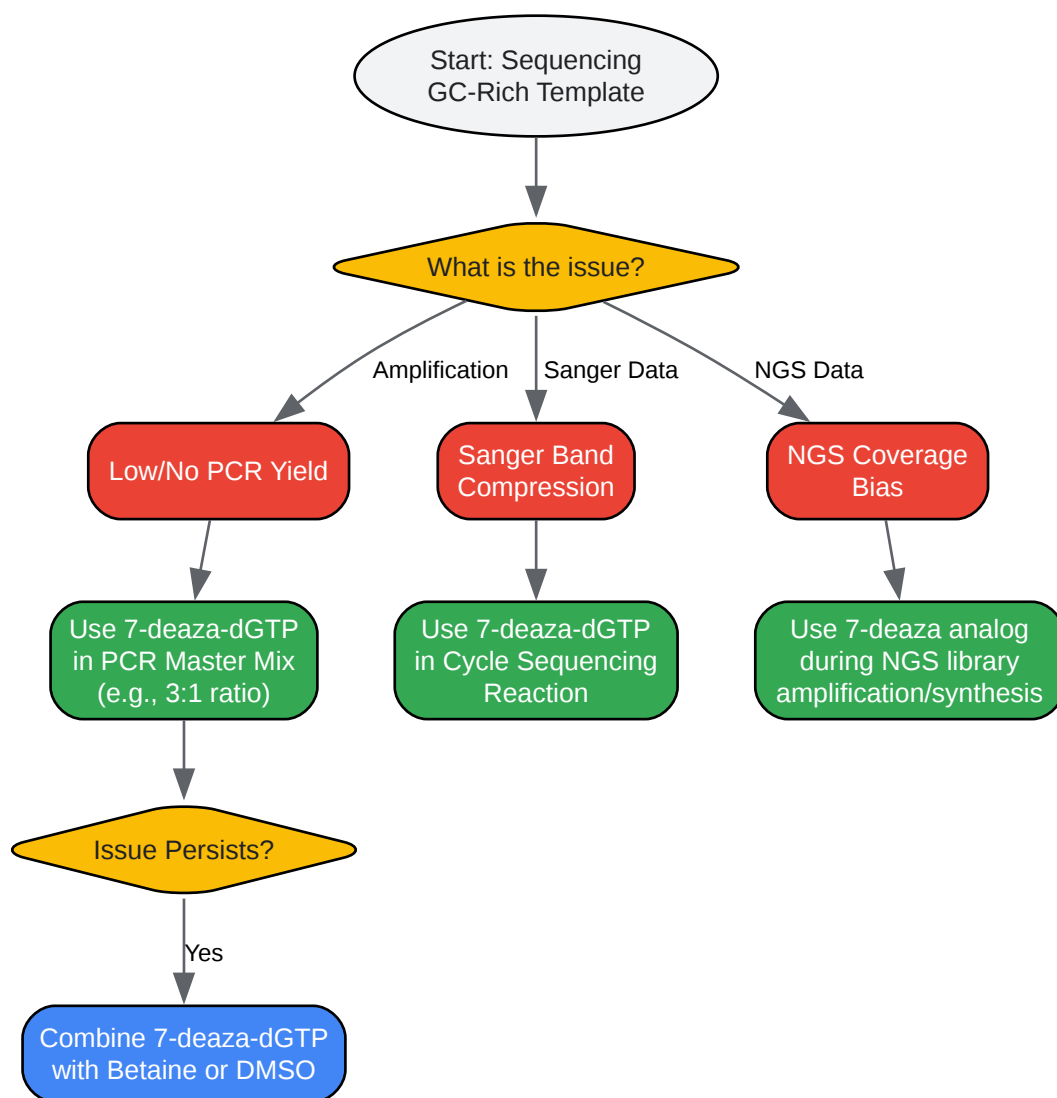 Start: Sequencing
GC-Rich Template
What is the issue?
Amplification
Sanger Data
NGS Data
Low/No PCR Yield
Sanger Band
Compression
NGS Coverage
Bias
Use 7-deaza-dGTP
in PCR Master Mix
(e.g., 3:1 ratio)
Use 7-deaza-dGTP
in Cycle Sequencing
Reaction
Use 7-deaza analog
during NGS library
amplification/synthesis
Issue Persists?
Yes
Combine 7-deaza-dGTP
with Betaine or DMSO